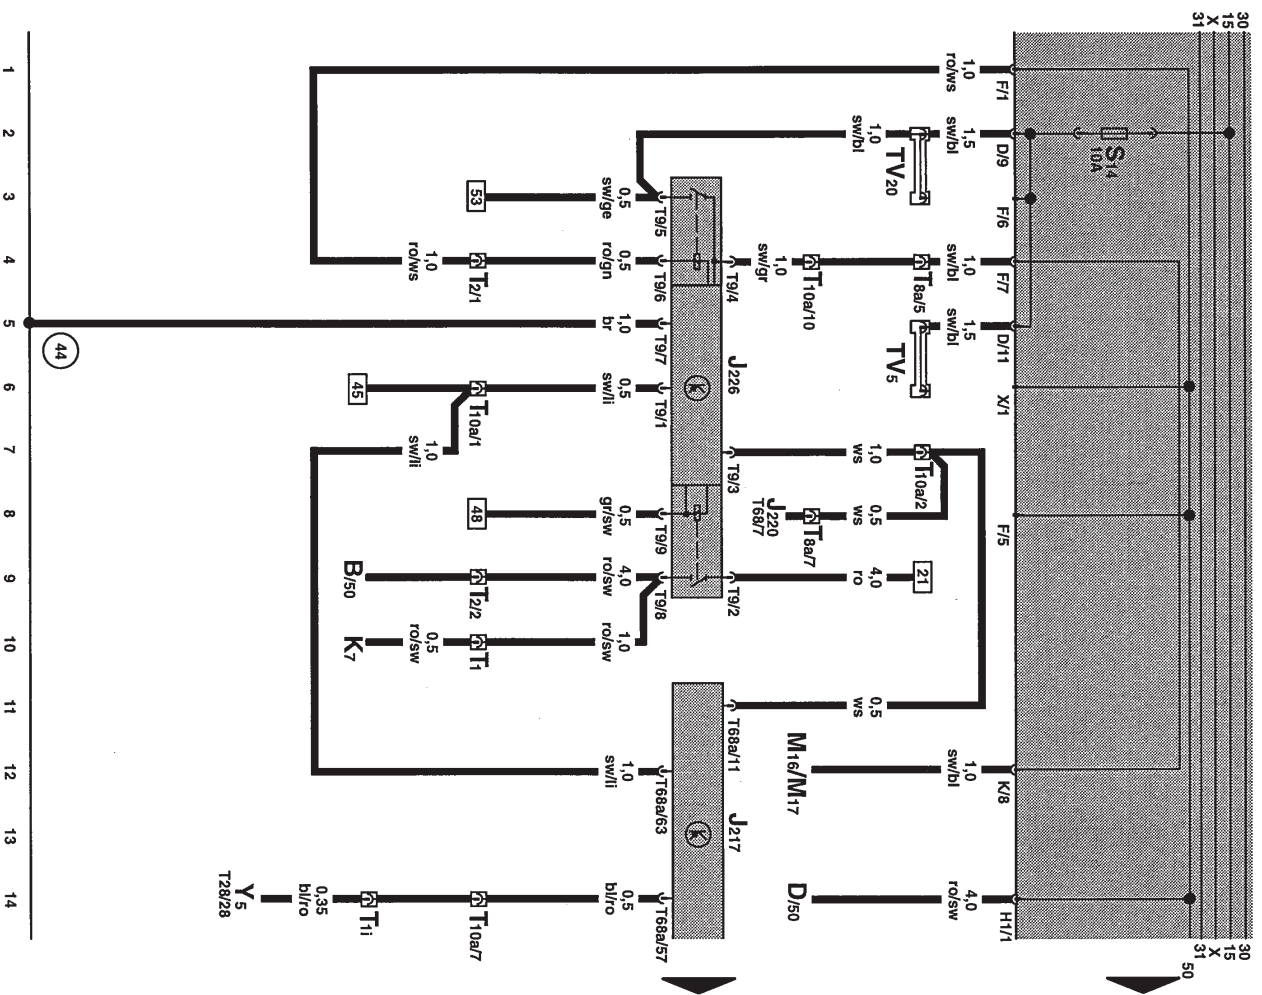 30
15
X
31
30
15
X
31
50
S14
10A
F/1
D/9
F/6
F/7
D/11
X/1
F/5
K/8
H1/1
1,0
ro/ws
1,5
sw/bl
1,0
sw/bl
1,5
sw/bl
1,0
sw/bl
4,0
ro/sw
TV20
T8a/5
TV5
T10a/2
21
1,0
sw/bl
1,0
ws
0,5
ws
4,0
ro
0,5
ws
T10a/10
T8a/7
J220
T68/7
M16/M17
D/50
1,0
sw/gr
T9/4
J226
T9/3
T9/2
T68a/11
J217
T9/5
T9/6
T9/7
T9/1
T9/9
T9/8
T68a/63
T68a/57
0,5
sw/ge
0,5
ro/gn
1,0
br
0,5
sw/li
0,5
gr/sw
4,0
ro/sw
1,0
ro/sw
1,0
sw/li
0,5
bl/ro
53
T2/1
T10a/1
48
T2/2
T1
T10a/7
1,0
ro/ws
1,0
sw/li
0,5
ro/sw
45
B/50
K7
T1i
0,35
bl/ro
Y5
T28/28
44
1 2 3 4 5 6 7 8 9 10 11 12 13 14